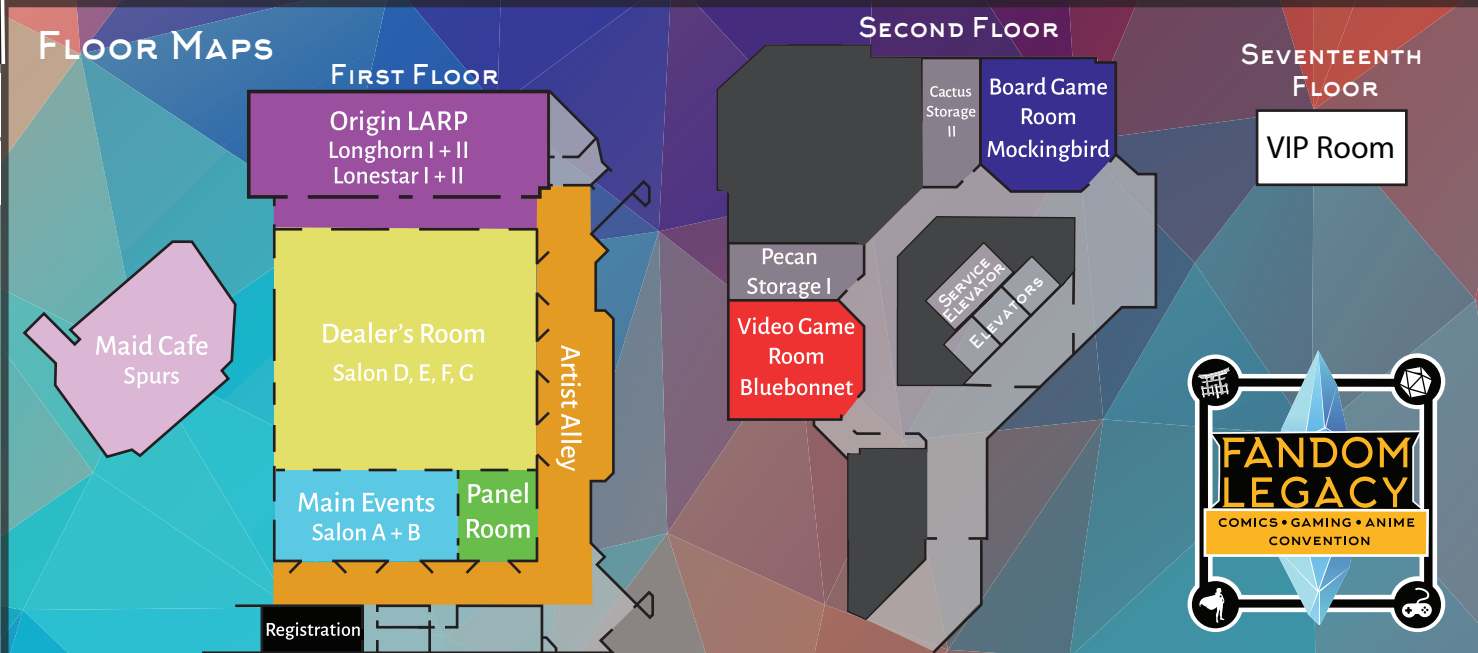 Floor Maps
First Floor
Origin LARP
Longhorn I + II
Lonestar I + II
Maid Cafe
Spurs
Dealer's Room
Salon D, E, F, G
Artist Alley
Main Events
Salon A + B
Panel
Room
Registration
Second Floor
Cactus
Storage
II
Board Game
Room
Mockingbird
Pecan
Storage I
Video Game
Room
Bluebonnet
SERVICE
ELEVATOR
ELEVATORS
Seventeenth
Floor
VIP Room
FANDOM
LEGACY
COMICS • GAMING • ANIME
CONVENTION